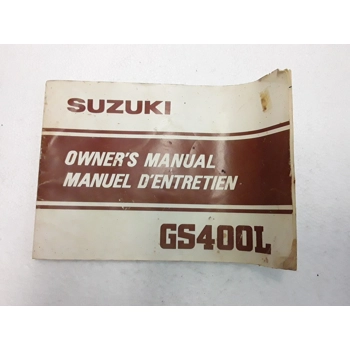 SUZUKI
OWNER'S MANUAL
MANUEL D'ENTRETIEN
GS400L